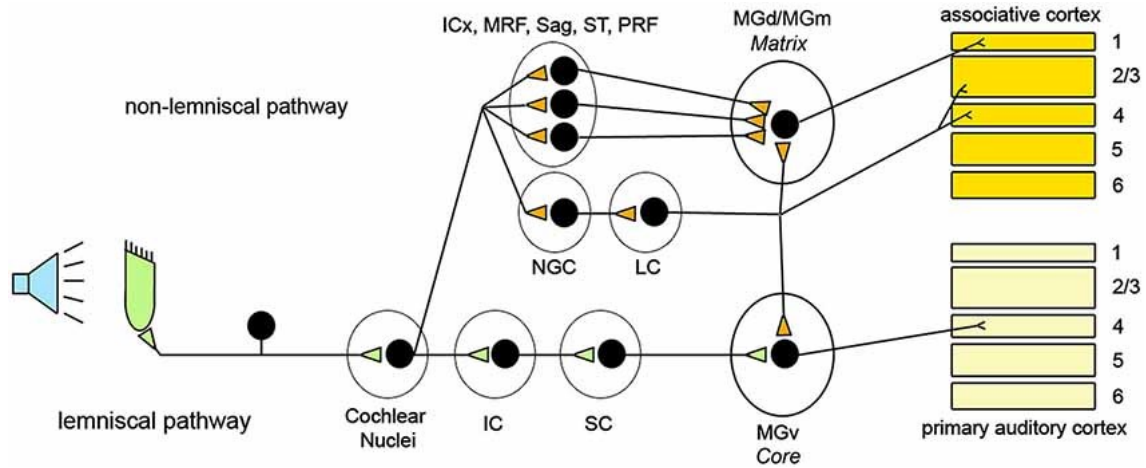 ICx, MRF, Sag, ST, PRF
MGd/MGm
Matrix
associative cortex
1
2/3
4
5
6
non-lemniscal pathway
NGC
LC
1
2/3
4
5
6
primary auditory cortex
lemniscal pathway
Cochlear
Nuclei
IC
SC
MGv
Core